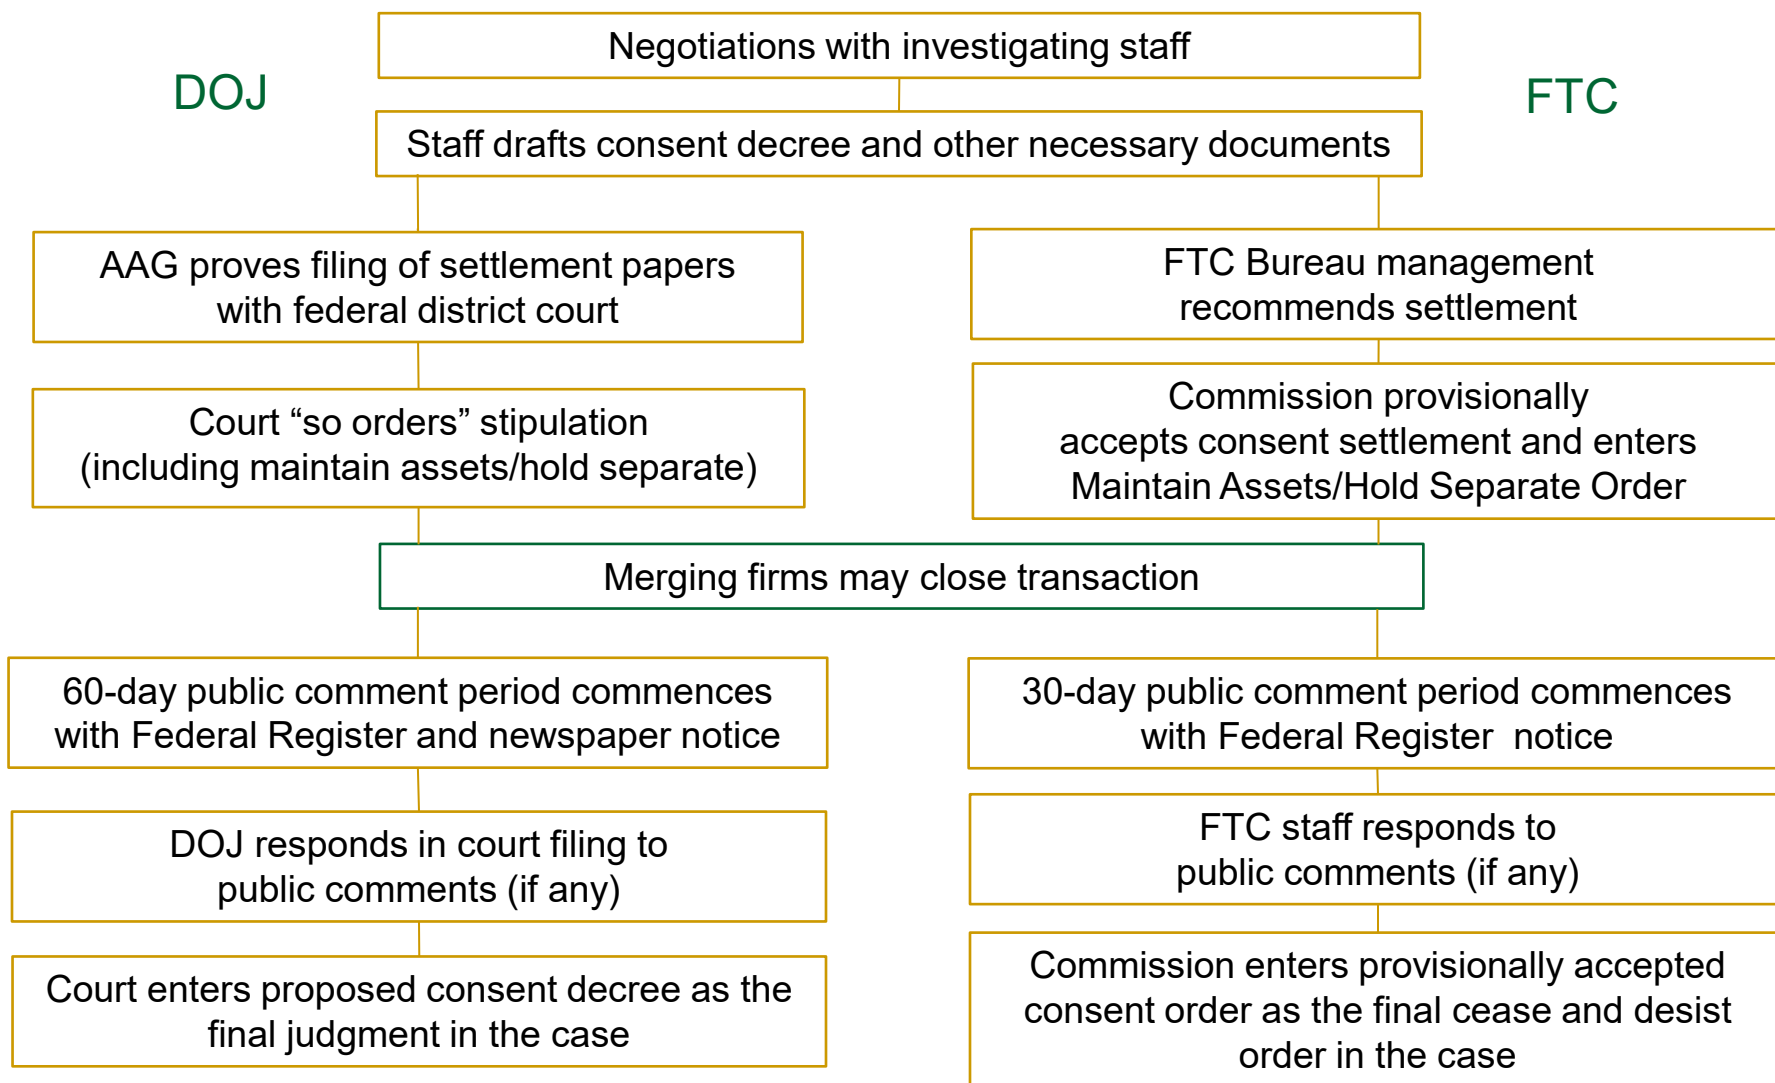 Negotiations with investigating staff
DOJ
FTC
Staff drafts consent decree and other necessary documents
AAG proves filing of settlement papers
with federal district court
FTC Bureau management
recommends settlement
Court “so orders” stipulation
(including maintain assets/hold separate)
Commission provisionally
accepts consent settlement and enters
Maintain Assets/Hold Separate Order
Merging firms may close transaction
60-day public comment period commences
with Federal Register and newspaper notice
30-day public comment period commences
with Federal Register  notice
DOJ responds in court filing to
public comments (if any)
FTC staff responds to
public comments (if any)
Court enters proposed consent decree as the
final judgment in the case
Commission enters provisionally accepted
consent order as the final cease and desist
order in the case